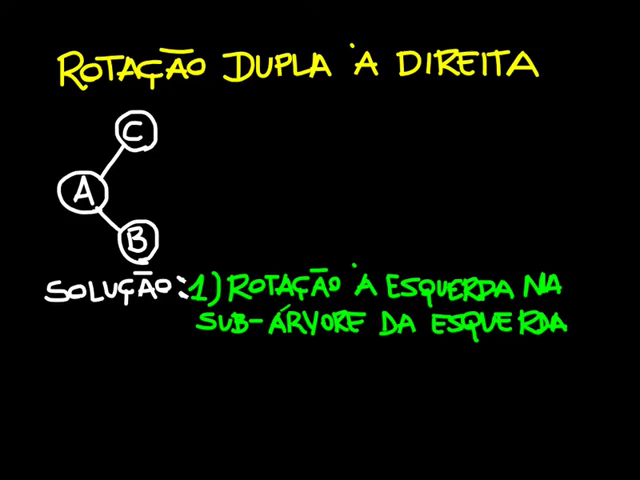 ROTAÇÃO DUPLA À DIREITA
C
A
B
SOLUÇÃO: 1) ROTAÇÃO À ESQUERDA NA
SUB-ÁRVORE DA ESQUERDA